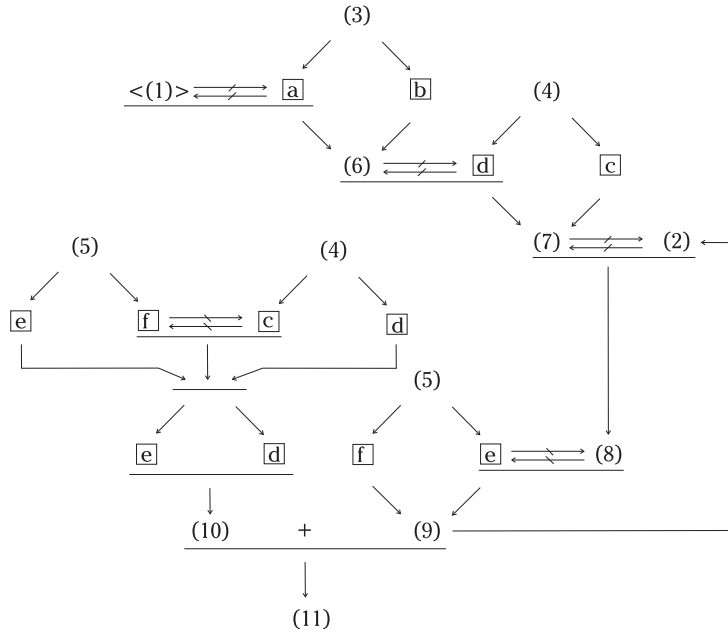 (3)
<(1)> a b (4)
(6) d c
(7) (2)
(5) (4)
e f c d
(5)
e d f e (8)
(10) + (9)
(11)